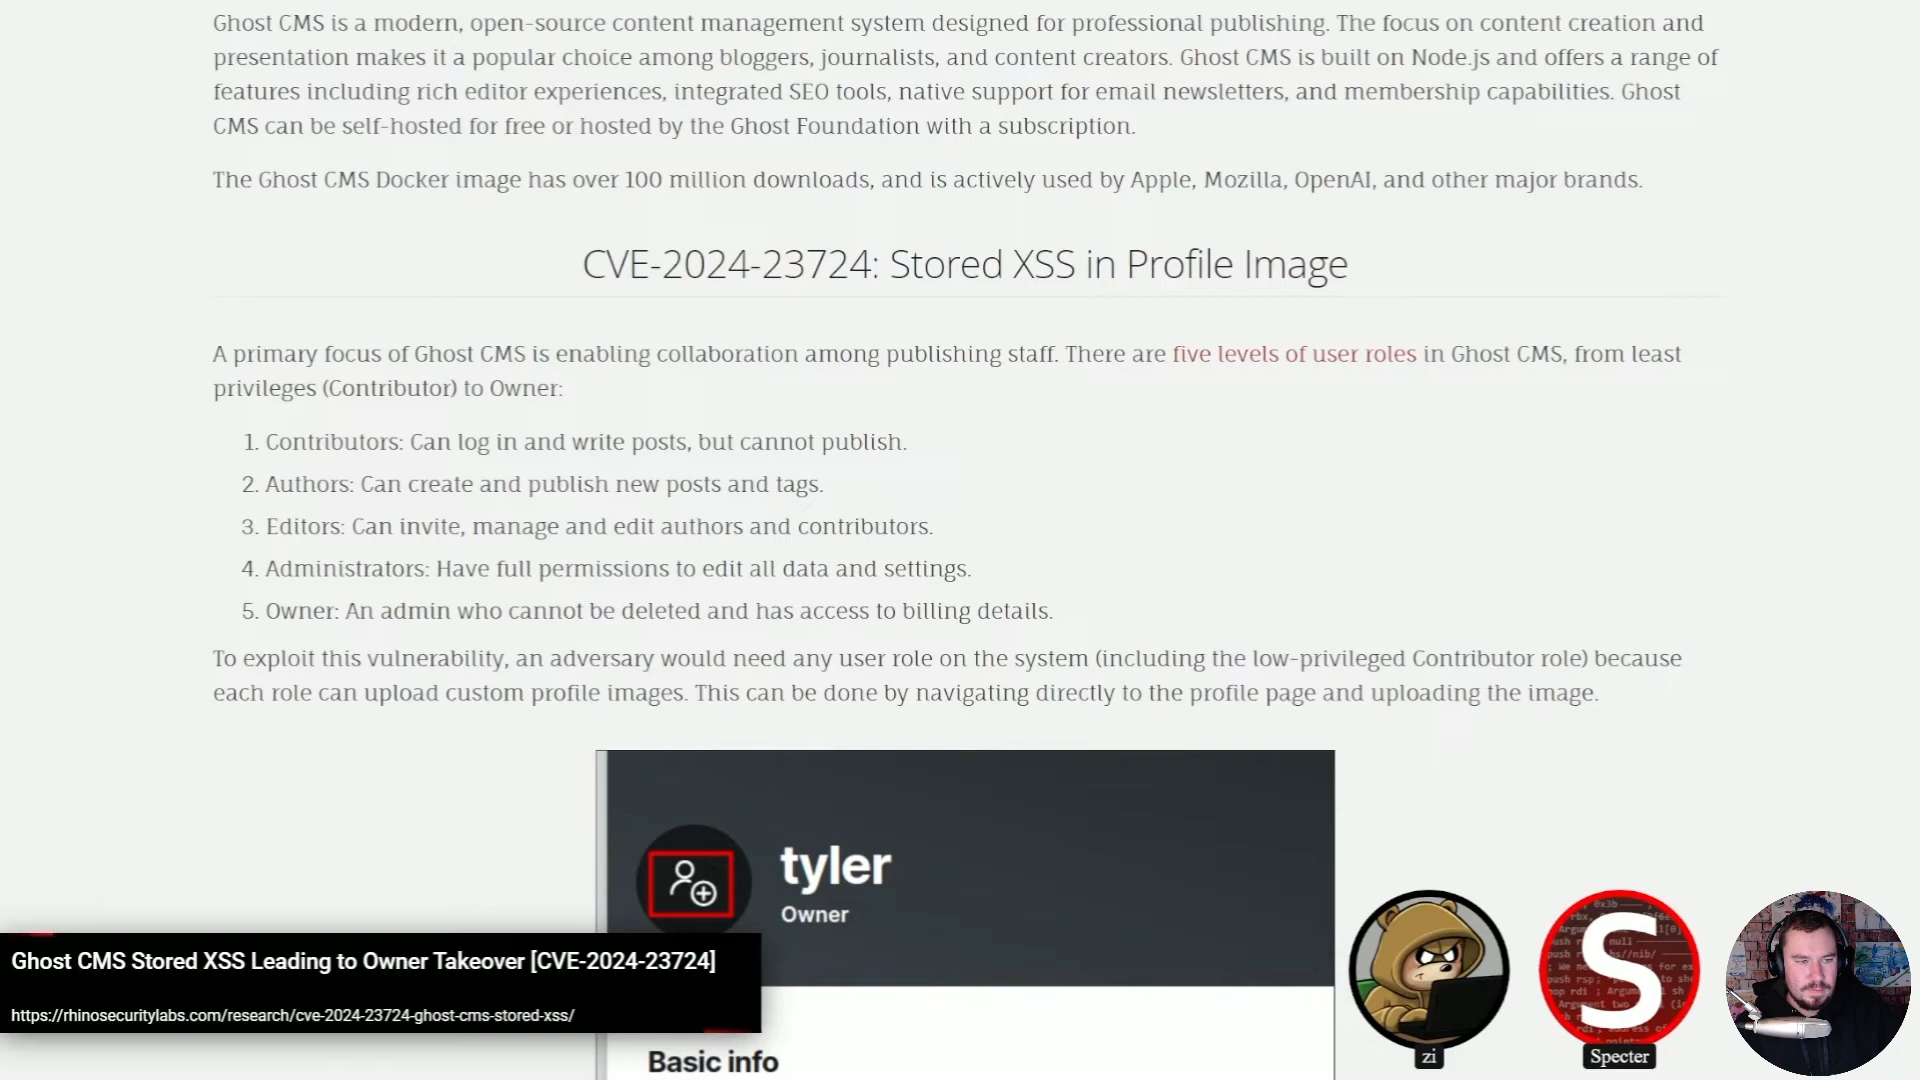 Ghost CMS is a modern, open-source content management system designed for professional publishing. The focus on content creation and
presentation makes it a popular choice among bloggers, journalists, and content creators. Ghost CMS is built on Node.js and offers a range of
features including rich editor experiences, integrated SEO tools, native support for email newsletters, and membership capabilities. Ghost
CMS can be self-hosted for free or hosted by the Ghost Foundation with a subscription.
The Ghost CMS Docker image has over 100 million downloads, and is actively used by Apple, Mozilla, OpenAI, and other major brands.
CVE-2024-23724: Stored XSS in Profile Image
A primary focus of Ghost CMS is enabling collaboration among publishing staff. There are five levels of user roles in Ghost CMS, from least
privileges (Contributor) to Owner:
1. Contributors: Can log in and write posts, but cannot publish.
2. Authors: Can create and publish new posts and tags.
3. Editors: Can invite, manage and edit authors and contributors.
4. Administrators: Have full permissions to edit all data and settings.
5. Owner: An admin who cannot be deleted and has access to billing details.
To exploit this vulnerability, an adversary would need any user role on the system (including the low-privileged Contributor role) because
each role can upload custom profile images. This can be done by navigating directly to the profile page and uploading the image.
tyler
Owner
Basic info
Ghost CMS Stored XSS Leading to Owner Takeover [CVE-2024-23724]
https://rhinosecuritylabs.com/research/cve-2024-23724-ghost-cms-stored-xss/
zi
S
Specter